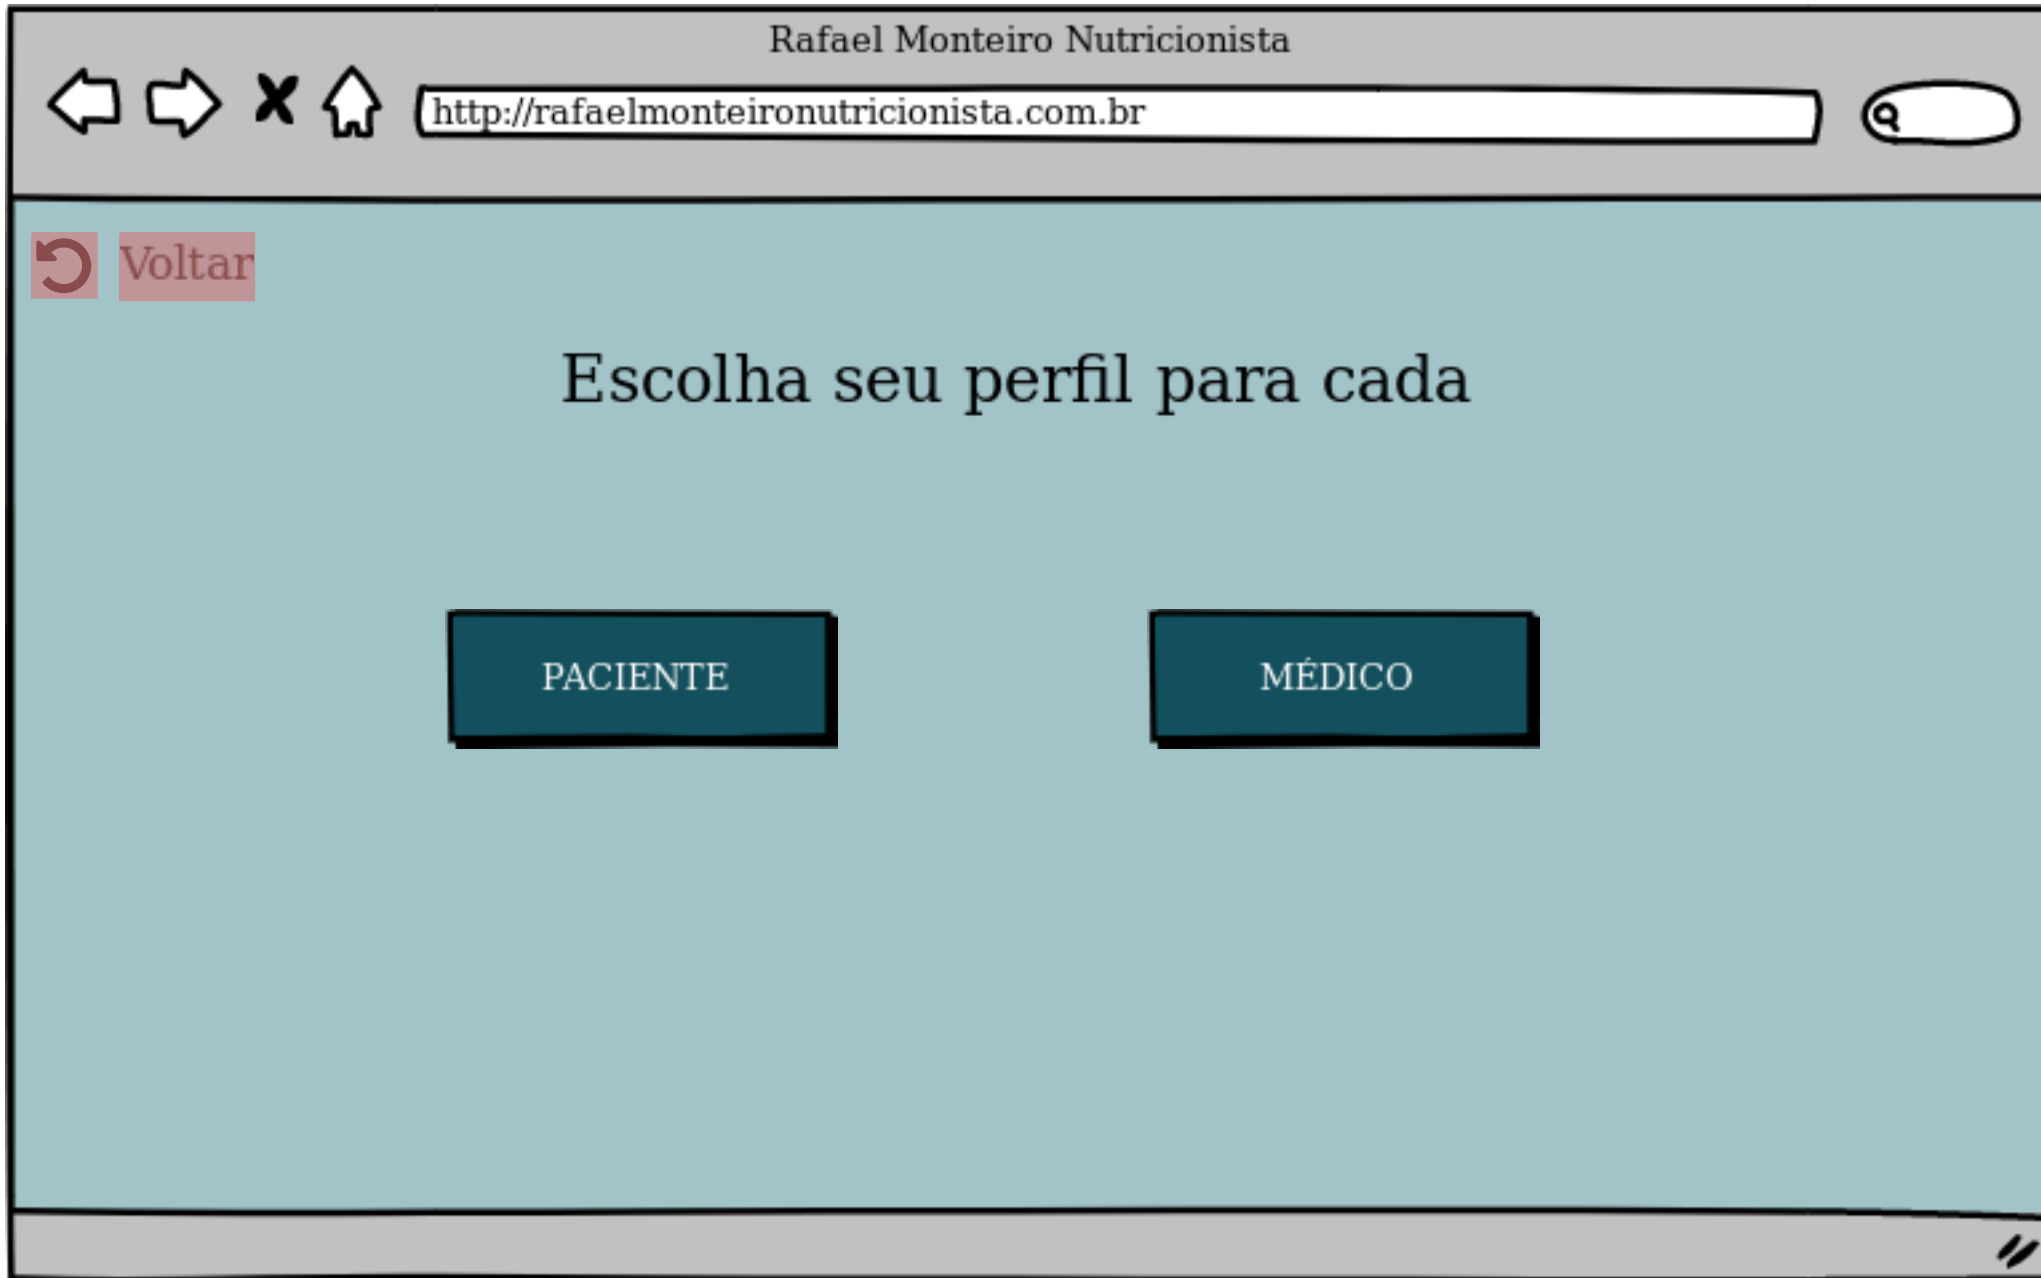 Rafael Monteiro Nutricionista
http://rafaelmonteironutricionista.com.br
Voltar
Escolha seu perfil para cada
PACIENTE
MÉDICO